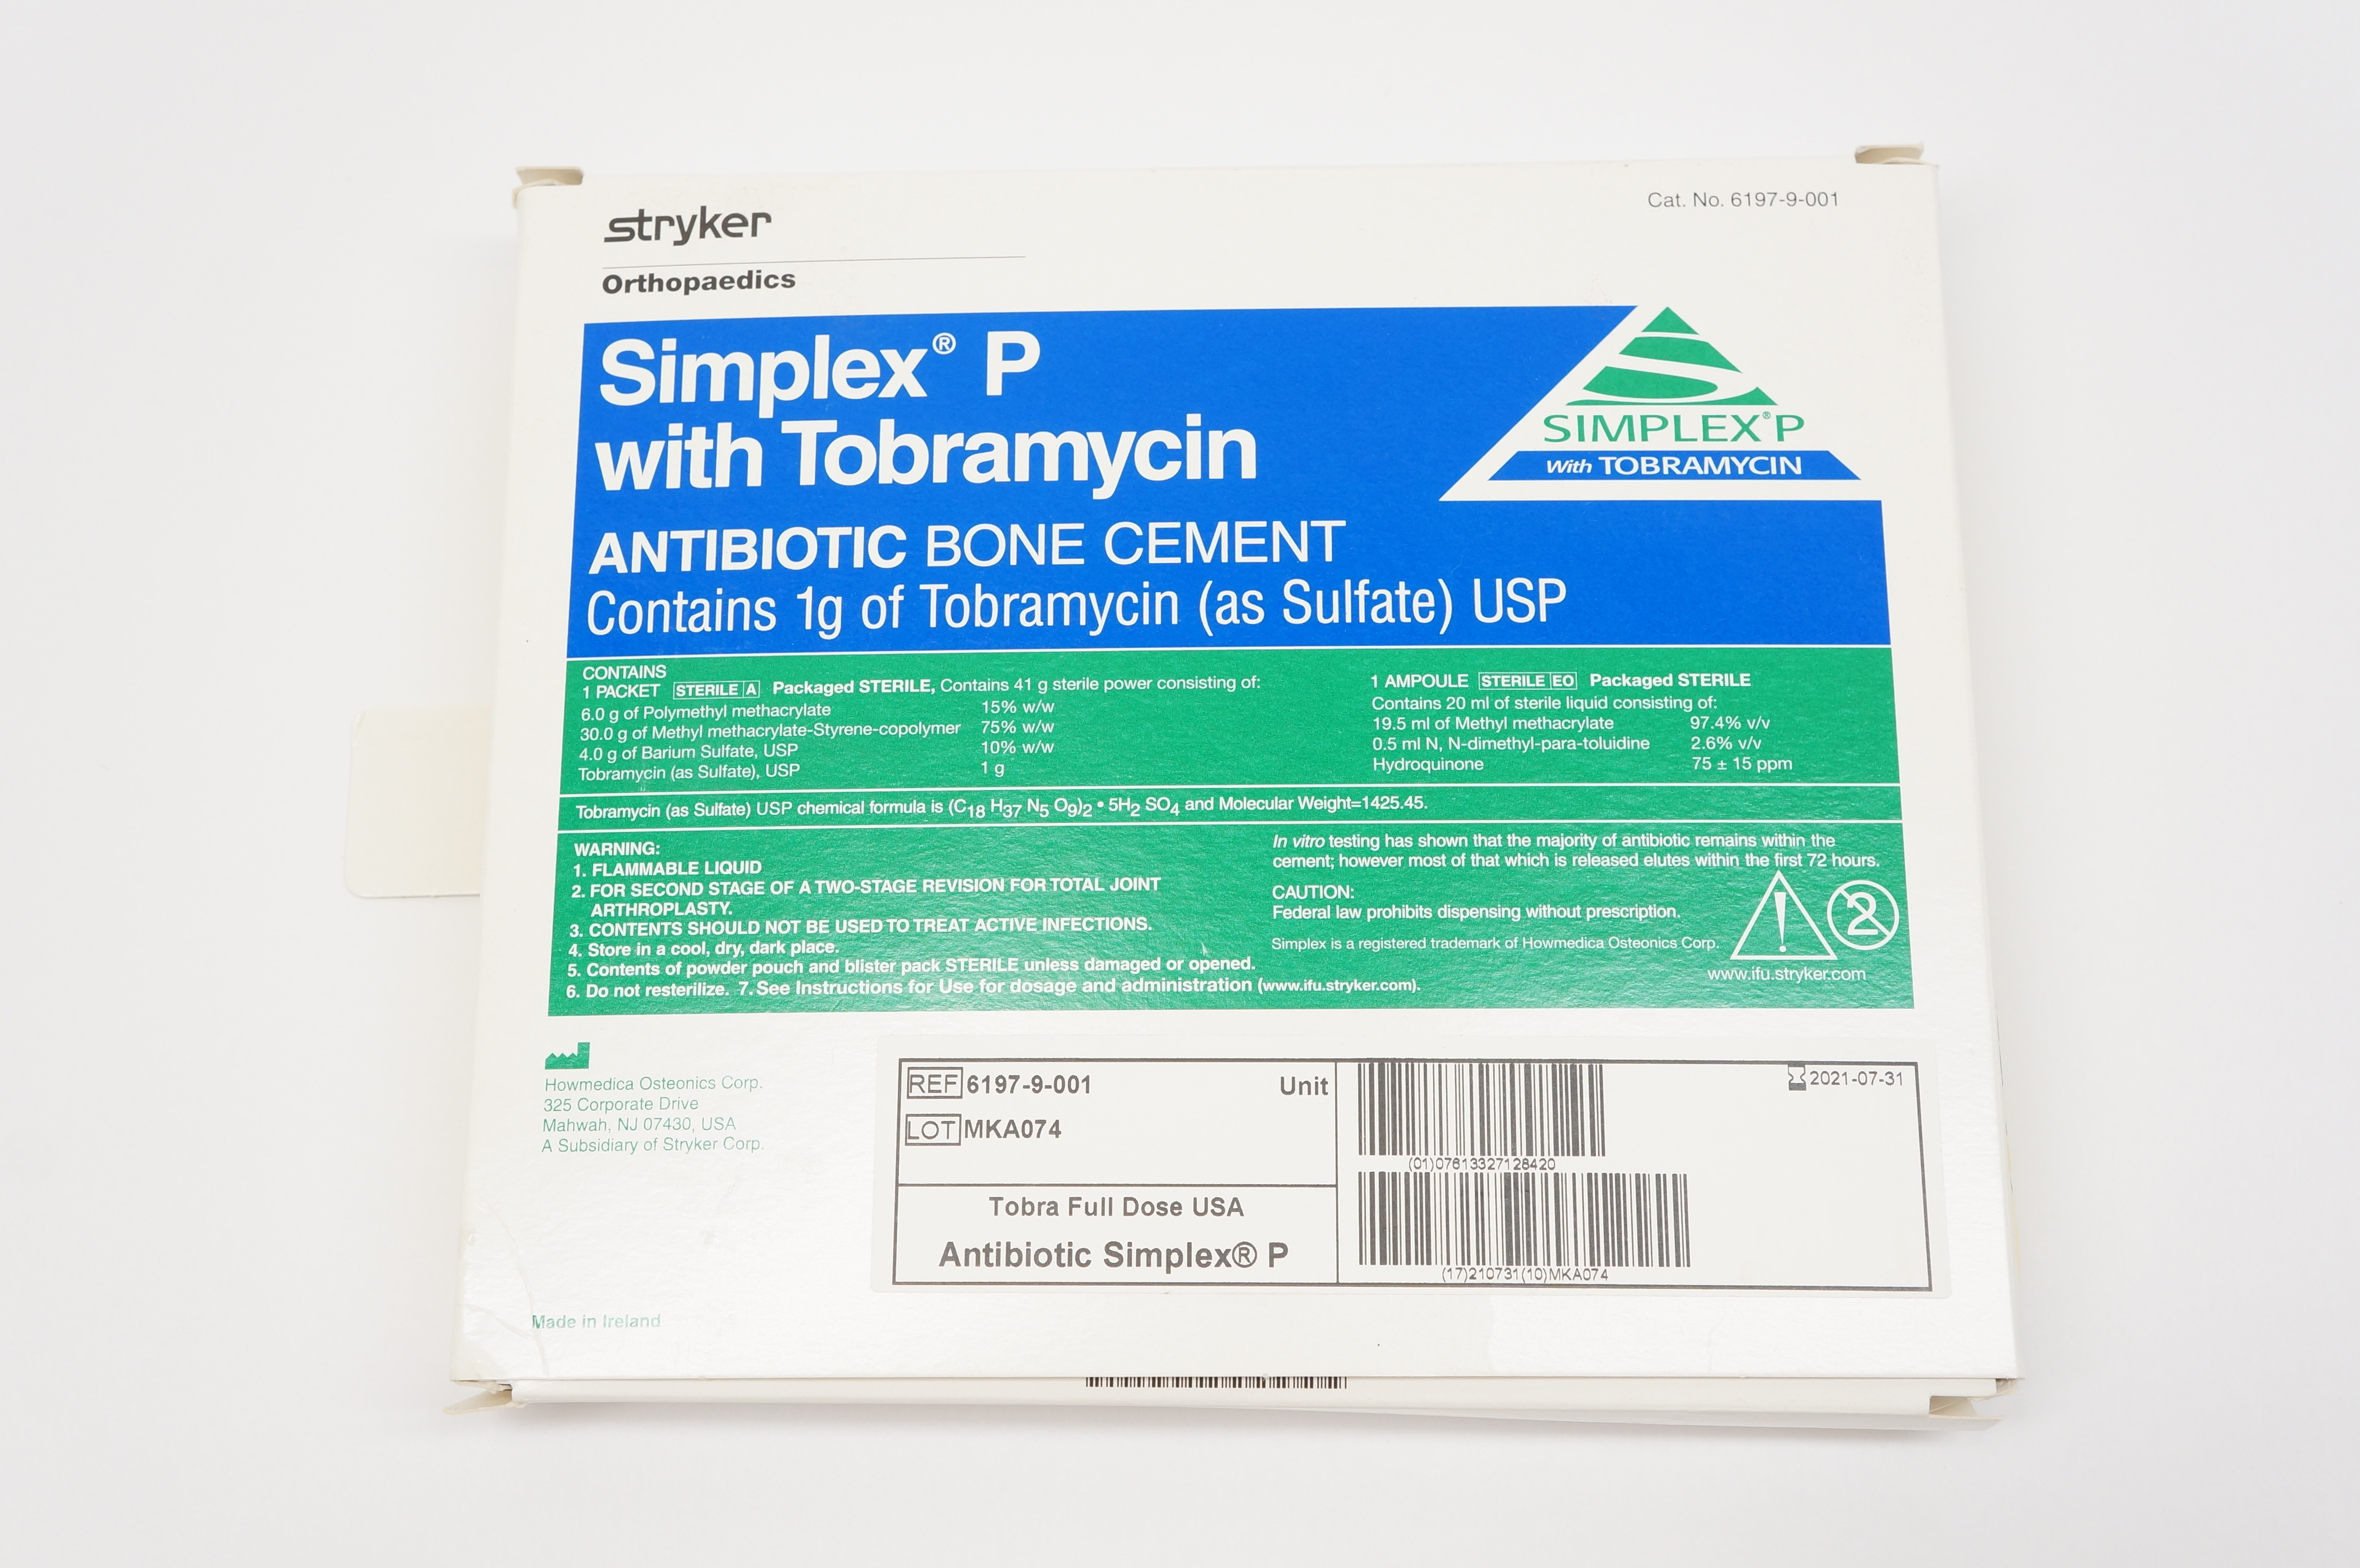 stryker
Orthopaedics
Cat. No. 6197-9-001
Simplex® P
with Tobramycin
ANTIBIOTIC BONE CEMENT
Contains 1g of Tobramycin (as Sulfate) USP
SIMPLEX®P
With TOBRAMYCIN
CONTAINS
1 PACKET STERILE A Packaged STERILE, Contains 41 g sterile power consisting of:
6.0 g of Polymethyl methacrylate 15% w/w
30.0 g of Methyl methacrylate-Styrene-copolymer 75% w/w
4.0 g of Barium Sulfate, USP 10% w/w
Tobramycin (as Sulfate), USP 1 g
1 AMPOULE STERILE EO Packaged STERILE
Contains 20 ml of sterile liquid consisting of:
19.5 ml of Methyl methacrylate 97.4% v/v
0.5 ml N, N-dimethyl-para-toluidine 2.6% v/v
Hydroquinone 75 ± 15 ppm
Tobramycin (as Sulfate) USP chemical formula is (C18 H37 N5 O9)2 • 5H2 SO4 and Molecular Weight=1425.45.
WARNING:
1. FLAMMABLE LIQUID
2. FOR SECOND STAGE OF A TWO-STAGE REVISION FOR TOTAL JOINT
ARTHROPLASTY.
3. CONTENTS SHOULD NOT BE USED TO TREAT ACTIVE INFECTIONS.
4. Store in a cool, dry, dark place.
5. Contents of powder pouch and blister pack STERILE unless damaged or opened.
6. Do not resterilize. 7. See Instructions for Use for dosage and administration (www.ifu.stryker.com).
In vitro testing has shown that the majority of antibiotic remains within the
cement; however most of that which is released elutes within the first 72 hours.
CAUTION:
Federal law prohibits dispensing without prescription.
Simplex is a registered trademark of Howmedica Osteonics Corp.
2
www.ifu.stryker.com
Howmedica Osteonics Corp.
325 Corporate Drive
Mahwah, NJ 07430, USA
A Subsidiary of Stryker Corp.
Made in Ireland
REF 6197-9-001 Unit
LOT MKA074
Tobra Full Dose USA
Antibiotic Simplex® P
2021-07-31
(01)07613327128420
(17)210731(10)MKA074